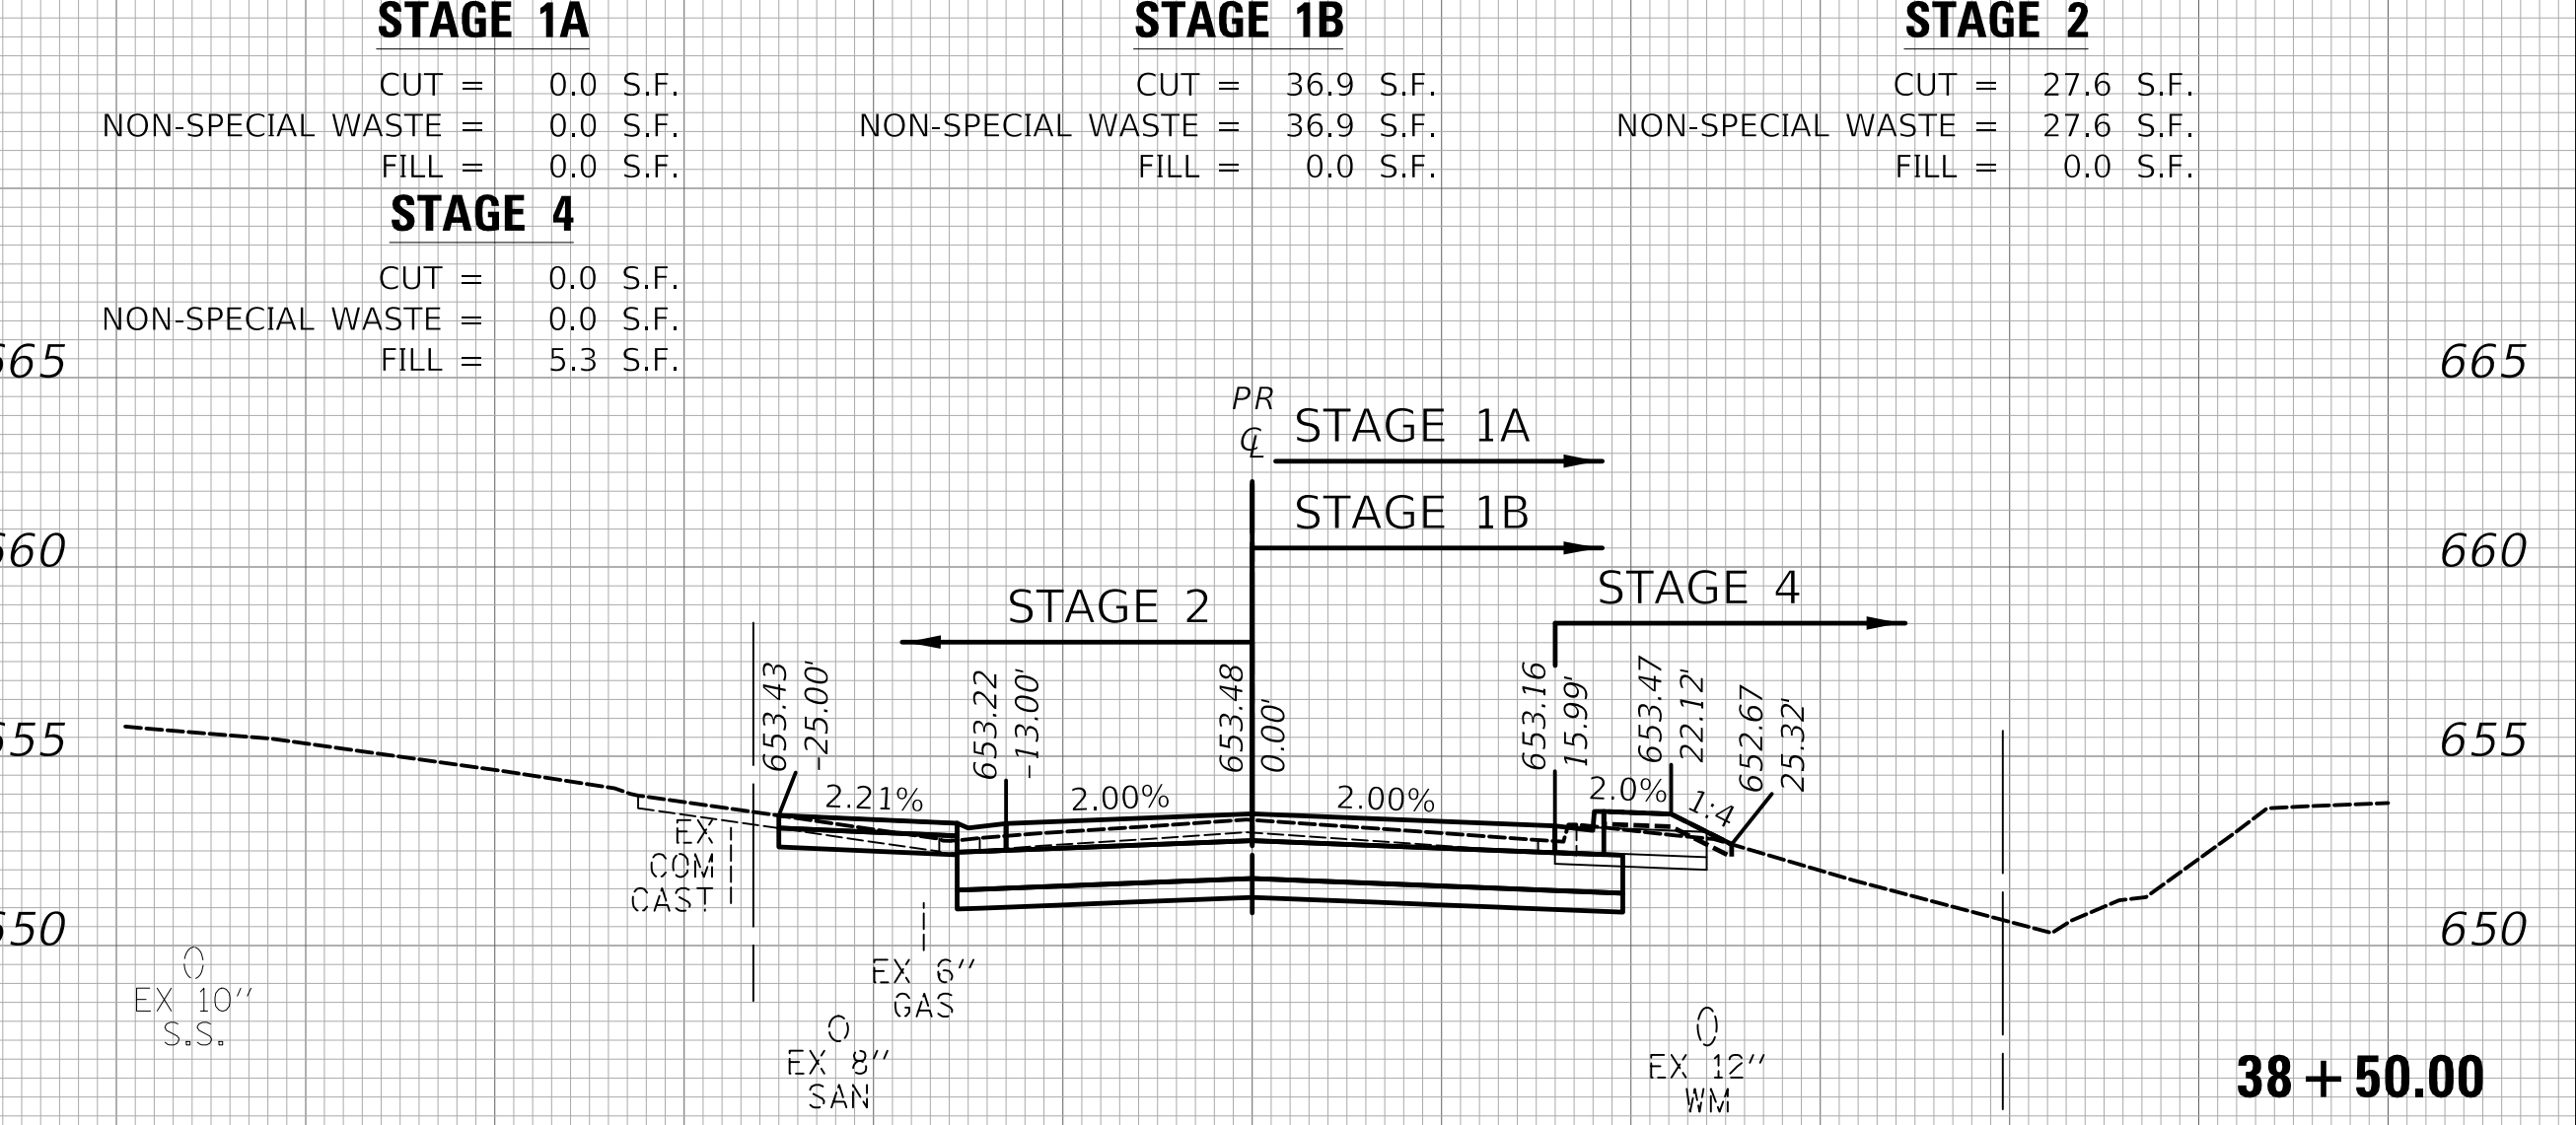 STAGE 1A
CUT = 0.0 S.F.
NON-SPECIAL WASTE = 0.0 S.F.
FILL = 0.0 S.F.
STAGE 4
CUT = 0.0 S.F.
NON-SPECIAL WASTE = 0.0 S.F.
FILL = 5.3 S.F.
STAGE 1B
CUT = 36.9 S.F.
NON-SPECIAL WASTE = 36.9 S.F.
FILL = 0.0 S.F.
STAGE 2
CUT = 27.6 S.F.
NON-SPECIAL WASTE = 27.6 S.F.
FILL = 0.0 S.F.
665
665
660
660
655
655
650
650
PR
℄
STAGE 1A
STAGE 1B
STAGE 2
STAGE 4
653.43
-25.00'
653.22
-13.00'
653.48
0.00'
653.16
15.99'
653.47
22.12'
652.67
25.32'
2.21%
2.00%
2.00%
2.0%
1:4
EX
COM
CAST
EX 10"
S.S.
EX 6"
GAS
EX 8"
SAN
EX 12"
WM
38+50.00